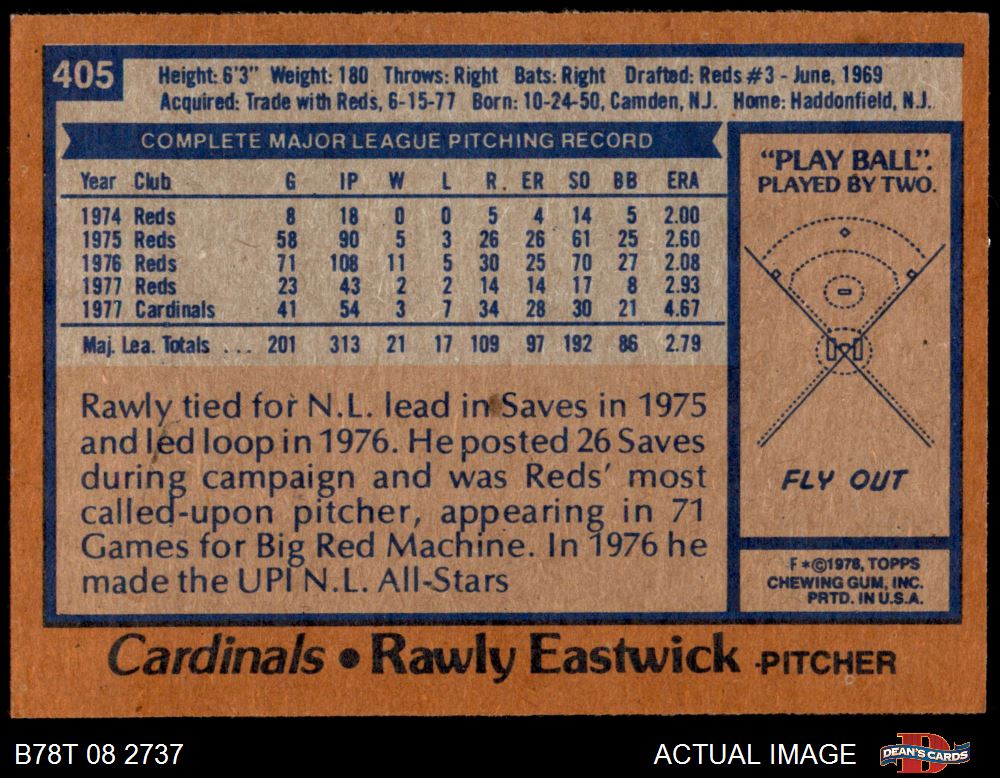 405
Height: 6'3" Weight: 180 Throws: Right Bats: Right Drafted: Reds #3 - June, 1969
Acquired: Trade with Reds, 6-15-77 Born: 10-24-50, Camden, N.J. Home: Haddonfield, N.J.
COMPLETE MAJOR LEAGUE PITCHING RECORD
Year Club G IP W L R. ER SO BB ERA
1974 Reds 8 18 0 0 5 4 14 5 2.00
1975 Reds 58 90 5 3 26 26 61 25 2.60
1976 Reds 71 108 11 5 30 25 70 27 2.08
1977 Reds 23 43 2 2 14 14 17 8 2.93
1977 Cardinals 41 54 3 7 34 28 30 21 4.67
Maj. Lea. Totals ... 201 313 21 17 109 97 192 86 2.79
Rawly tied for N.L. lead in Saves in 1975
and led loop in 1976. He posted 26 Saves
during campaign and was Reds' most
called-upon pitcher, appearing in 71
Games for Big Red Machine. In 1976 he
made the UPI N.L. All-Stars
"PLAY BALL".
PLAYED BY TWO.
FLY OUT
F*©1978, TOPPS
CHEWING GUM, INC.
PRTD. IN U.S.A.
Cardinals • Rawly Eastwick -PITCHER
B78T 08 2737
ACTUAL IMAGE
D
DEAN'S CARDS